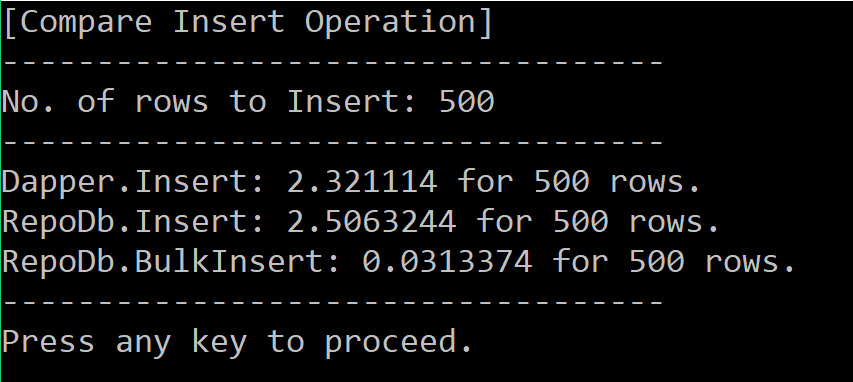 [Compare Insert Operation]
-----------------------------------
No. of rows to Insert: 500
-----------------------------------
Dapper.Insert: 2.321114 for 500 rows.
RepoDb.Insert: 2.5063244 for 500 rows.
RepoDb.BulkInsert: 0.0313374 for 500 rows.
-----------------------------------
Press any key to proceed.